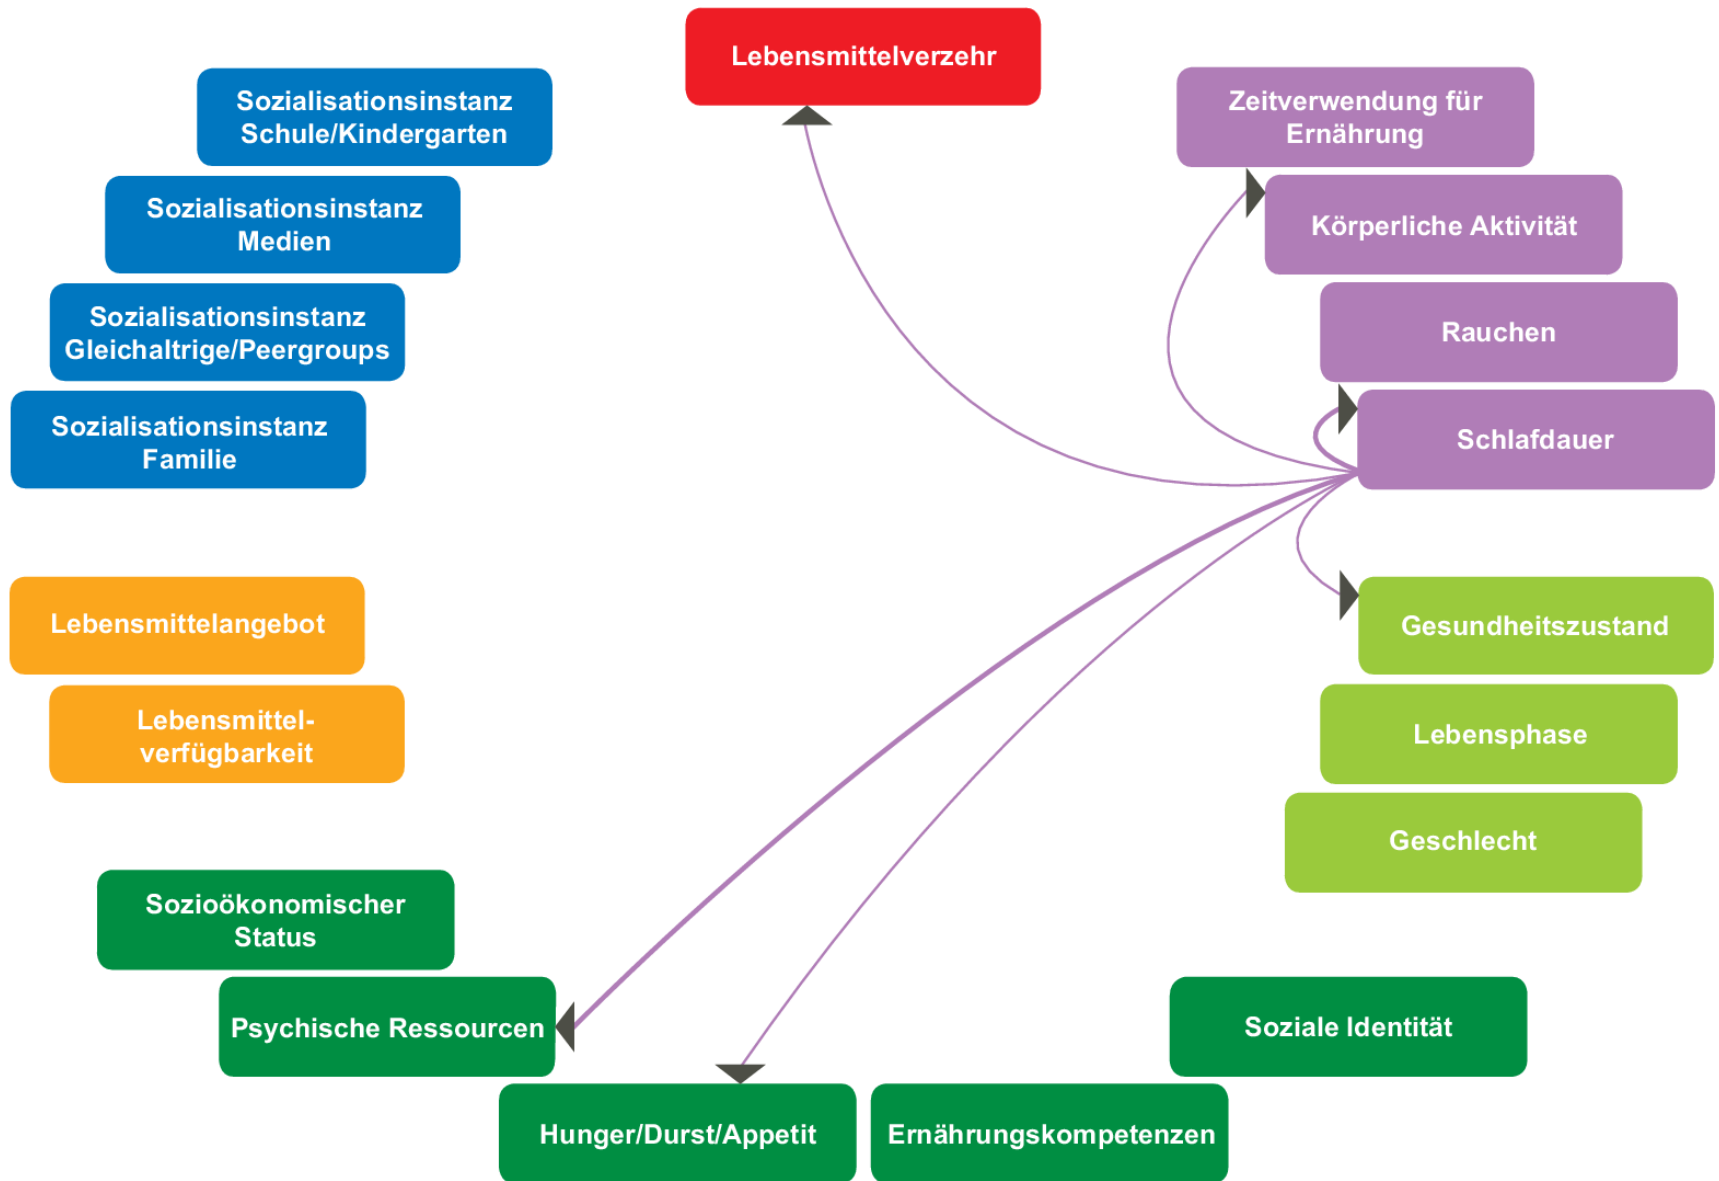 Lebensmittelverzehr
Sozialisationsinstanz
Schule/Kindergarten
Zeitverwendung für
Ernährung
Sozialisationsinstanz
Medien
Körperliche Aktivität
Sozialisationsinstanz
Gleichaltrige/Peergroups
Rauchen
Sozialisationsinstanz
Familie
Schlafdauer
Lebensmittelangebot
Gesundheitszustand
Lebensmittel-
verfügbarkeit
Lebensphase
Geschlecht
Sozioökonomischer
Status
Psychische Ressourcen
Soziale Identität
Hunger/Durst/Appetit
Ernährungskompetenzen